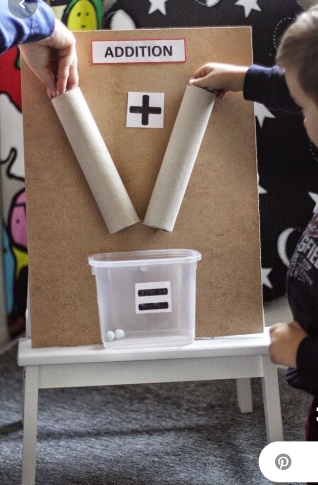 ADDITION
+
=